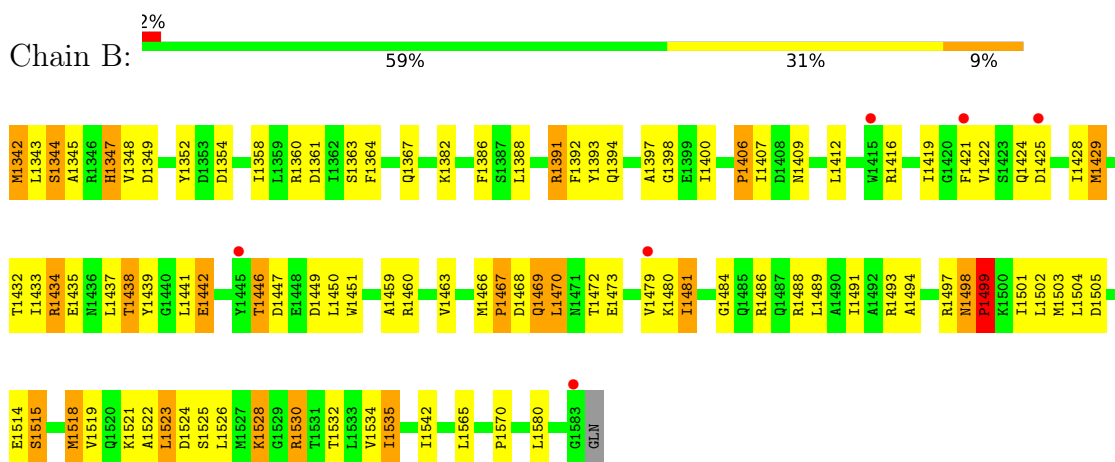 2%
Chain B:
59% 31% 9%
M1342 L1343 S1344 A1345 R1346 H1347 V1348 D1349 Y1352 D1353 D1354 I1358 L1359 R1360 D1361 I1362 S1363 F1364 Q1367 K1382 F1386 S1387 L1388 R1391 F1392 Y1393 Q1394 A1397 G1398 E1399 I1400 P1406 I1407 D1408 N1409 L1412 W1415 R1416 I1419 G1420 F1421 V1422 S1423 Q1424 D1425 I1428 M1429
T1432 I1433 R1434 E1435 N1436 L1437 T1438 Y1439 G1440 L1441 E1442 Y1445 T1446 D1447 E1448 D1449 L1450 W1451 A1459 R1460 V1463 M1466 P1467 D1468 Q1469 L1470 N1471 T1472 E1473 V1479 K1480 I1481 G1484 Q1485 R1486 Q1487 R1488 L1489 A1490 I1491 A1492 R1493 A1494 R1497 N1498 P1499 K1500 I1501 L1502 M1503 L1504 D1505
E1514 S1515 M1518 V1519 Q1520 K1521 A1522 L1523 D1524 S1525 L1526 M1527 K1528 G1529 R1530 T1531 T1532 L1533 V1534 I1535 I1542 L1565 P1570 L1580 G1583 GLN